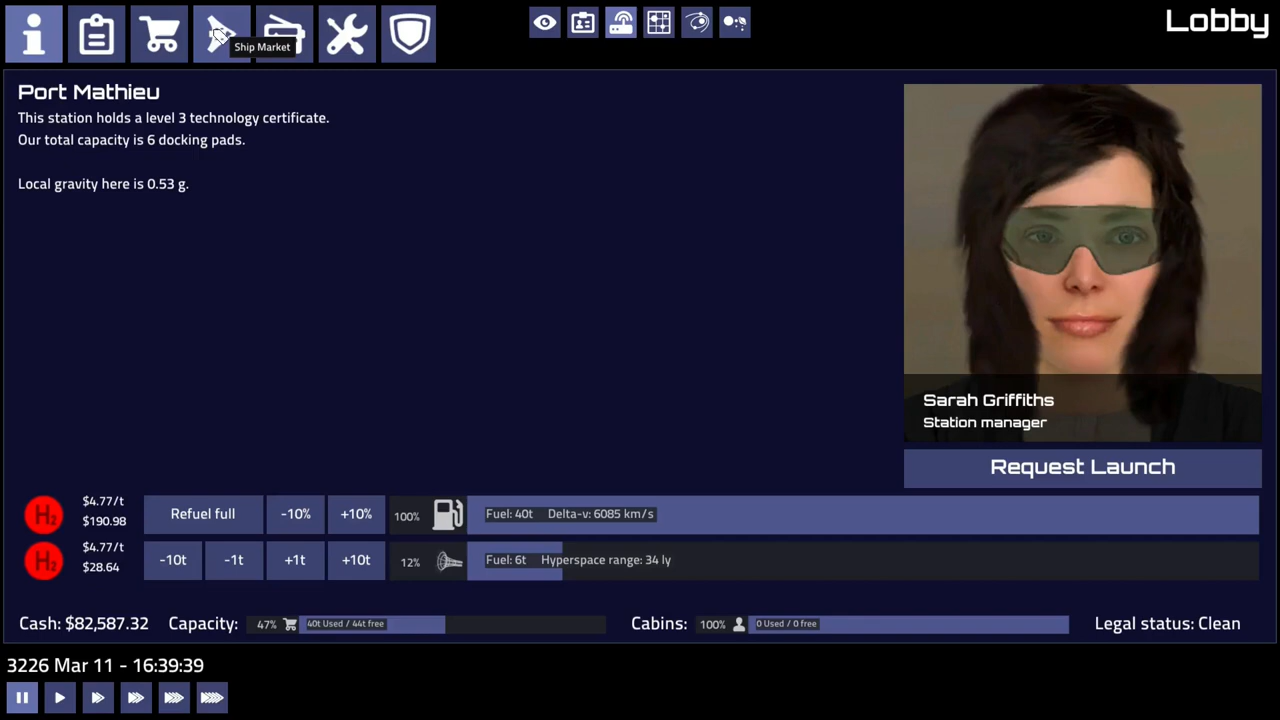 Lobby
Ship Market
Port Mathieu
This station holds a level 3 technology certificate.
Our total capacity is 6 docking pads.
Local gravity here is 0.53 g.
Sarah Griffiths
Station manager
Request Launch
H₂
$4.77/t
$190.98
Refuel full
-10%
+10%
100%
Fuel: 40t Delta-v: 6085 km/s
H₂
$4.77/t
$28.64
-10t
-1t
+1t
+10t
12%
Fuel: 6t Hyperspace range: 34 ly
Cash: $82,587.32
Capacity:
47%
40t Used / 44t free
Cabins:
100%
0 Used / 0 free
Legal status: Clean
3226 Mar 11 - 16:39:39